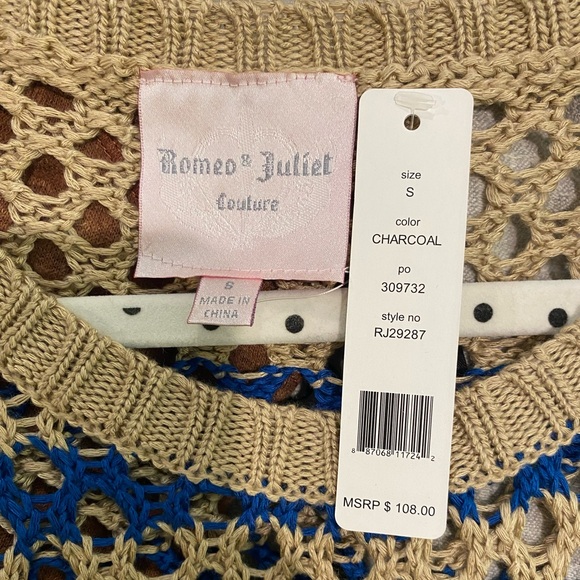 Romeo & Juliet
Couture
S
MADE IN
CHINA
size
S
color
CHARCOAL
po
309732
style no
RJ29287
8 87068 11724 2
MSRP $ 108.00